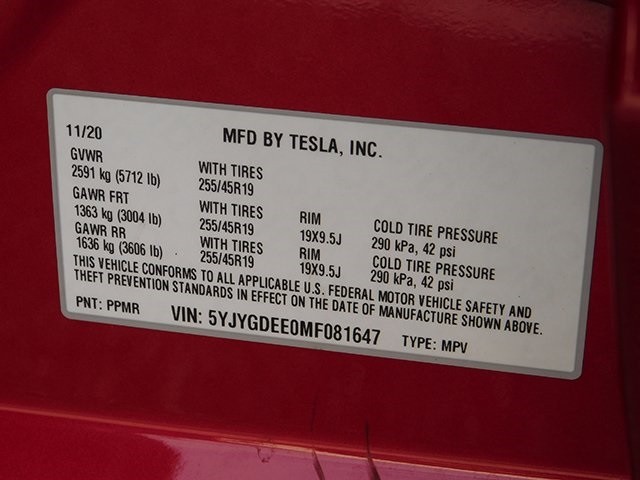 11/20 MFD BY TESLA, INC.
GVWR WITH TIRES
2591 kg (5712 lb) 255/45R19
GAWR FRT WITH TIRES RIM COLD TIRE PRESSURE
1363 kg (3004 lb) 255/45R19 19X9.5J 290 kPa, 42 psi
GAWR RR WITH TIRES RIM COLD TIRE PRESSURE
1636 kg (3606 lb) 255/45R19 19X9.5J 290 kPa, 42 psi
THIS VEHICLE CONFORMS TO ALL APPLICABLE U.S. FEDERAL MOTOR VEHICLE SAFETY AND
THEFT PREVENTION STANDARDS IN EFFECT ON THE DATE OF MANUFACTURE SHOWN ABOVE.
PNT: PPMR VIN: 5YJYGDEE0MF081647 TYPE: MPV